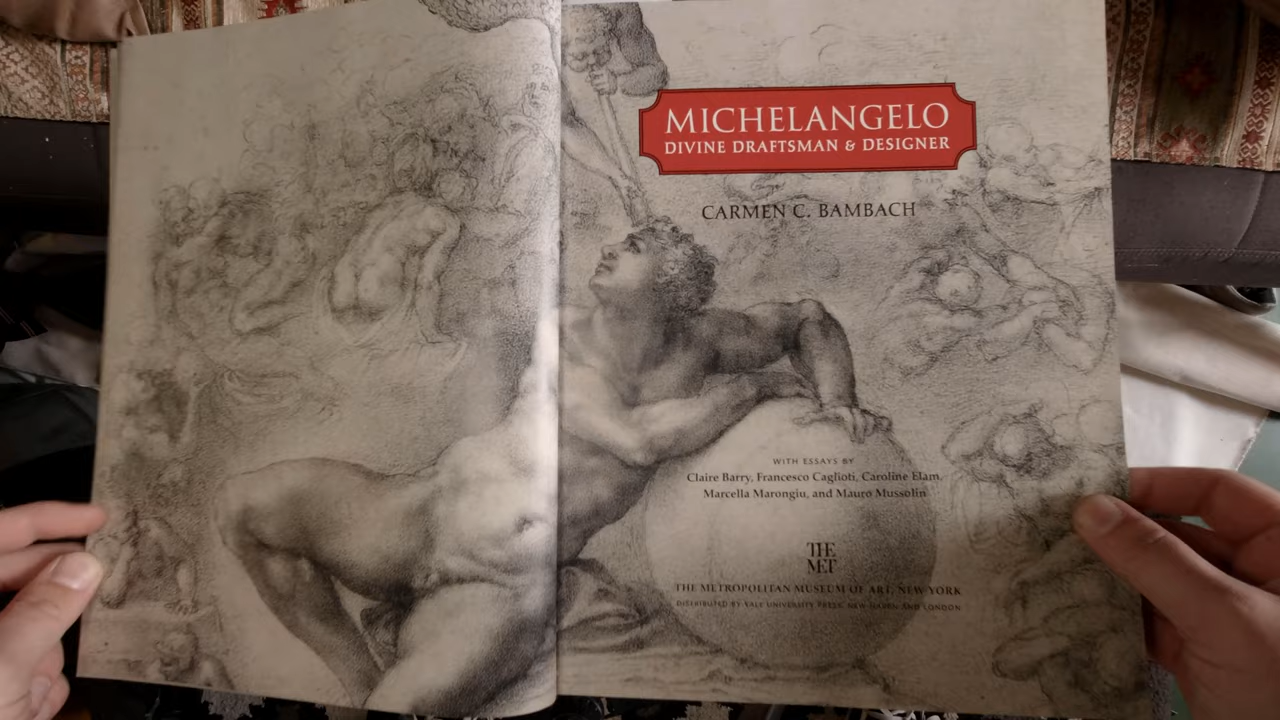 MICHELANGELO
DIVINE DRAFTSMAN & DESIGNER
CARMEN C. BAMBACH
WITH ESSAYS BY
Claire Barry, Francesco Caglioti, Caroline Elam,
Marcella Marongiu, and Mauro Mussolin
THE
MET
THE METROPOLITAN MUSEUM OF ART, NEW YORK
DISTRIBUTED BY YALE UNIVERSITY PRESS, NEW HAVEN AND LONDON